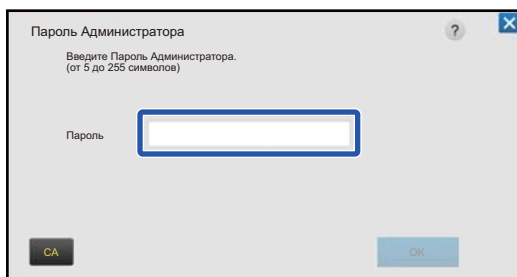 Пароль Администратора
?
Введите Пароль Администратора.
(от 5 до 255 символов)
Пароль
CA
OK